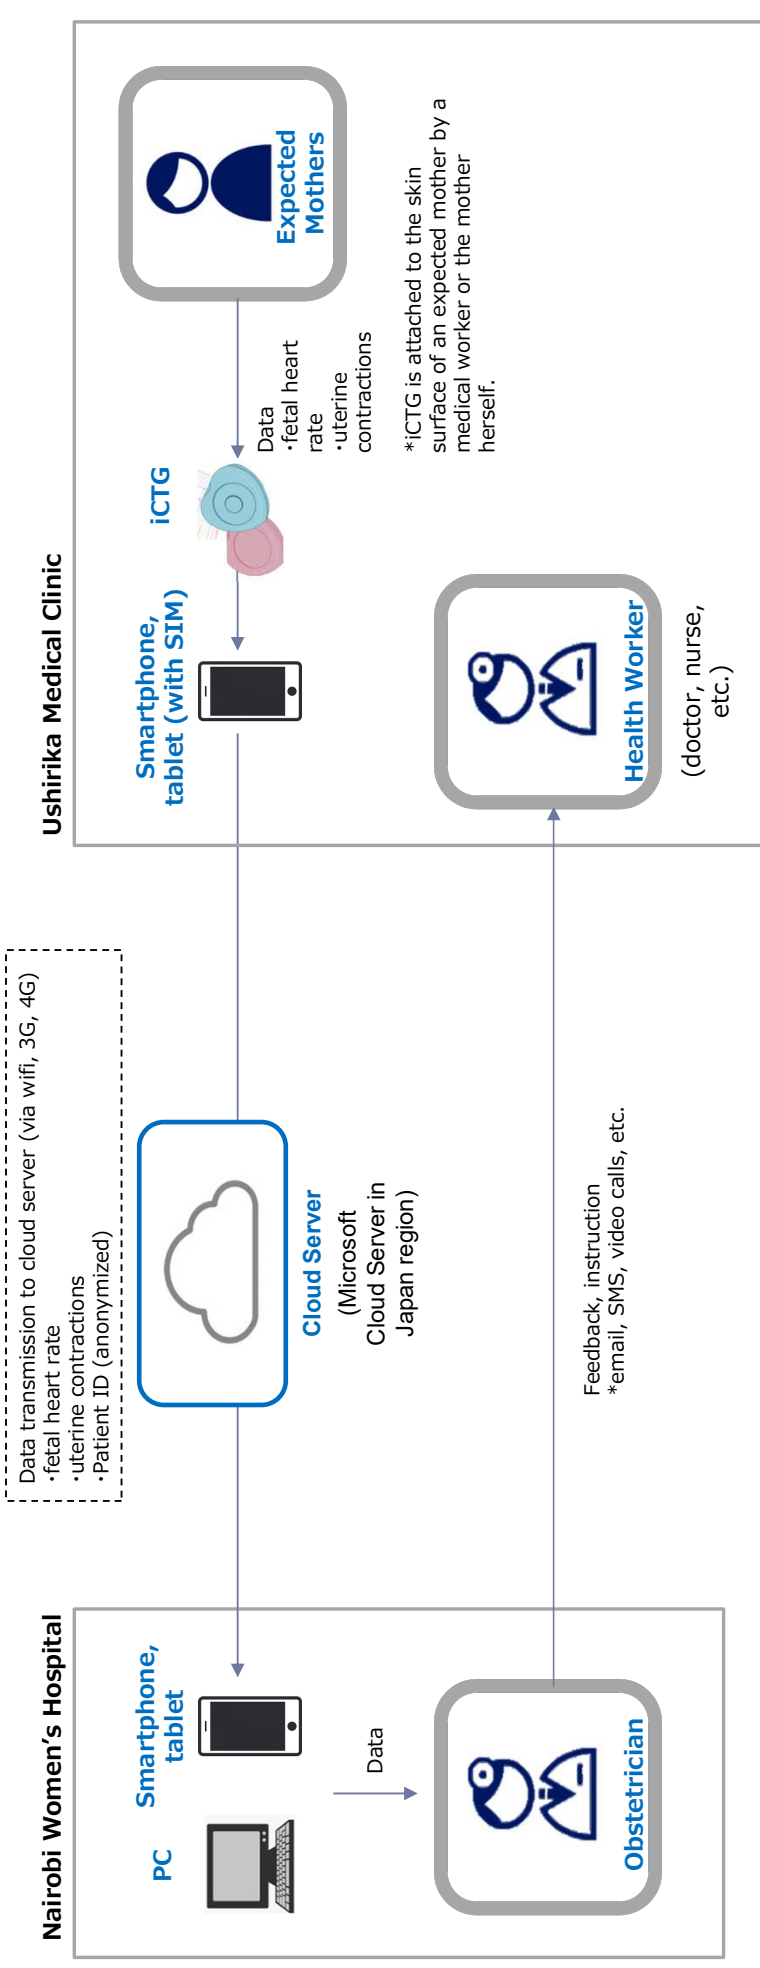 Nairobi Women’s Hospital
PC
Smartphone,
tablet
Data
Obstetrician
Data transmission to cloud server (via wifi, 3G, 4G)
・fetal heart rate
・uterine contractions
・Patient ID (anonymized)
Cloud Server
(Microsoft
Cloud Server in
Japan region)
Feedback, instruction
*email, SMS, video calls, etc.
Ushirika Medical Clinic
Smartphone,
tablet (with SIM)
iCTG
Data
・fetal heart
rate
・uterine
contractions
Expected
Mothers
*iCTG is attached to the skin
surface of an expected mother by a
medical worker or the mother
herself.
Health Worker
(doctor, nurse,
etc.)